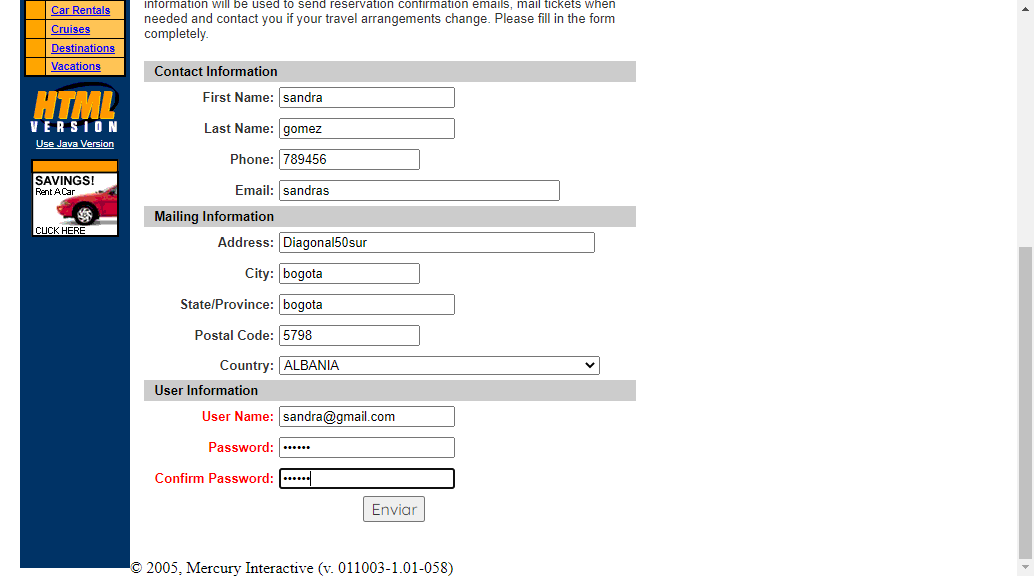 Car Rentals
Cruises
Destinations
Vacations
HTML
VERSION
Use Java Version
SAVINGS!
Rent A Car
CLICK HERE
information will be used to send reservation confirmation emails, mail tickets when
needed and contact you if your travel arrangements change. Please fill in the form
completely.
Contact Information
First Name: sandra
Last Name: gomez
Phone: 789456
Email: sandras
Mailing Information
Address: Diagonal50sur
City: bogota
State/Province: bogota
Postal Code: 5798
Country: ALBANIA
User Information
User Name: sandra@gmail.com
Password: ••••••
Confirm Password: ••••••
Enviar
© 2005, Mercury Interactive (v. 011003-1.01-058)